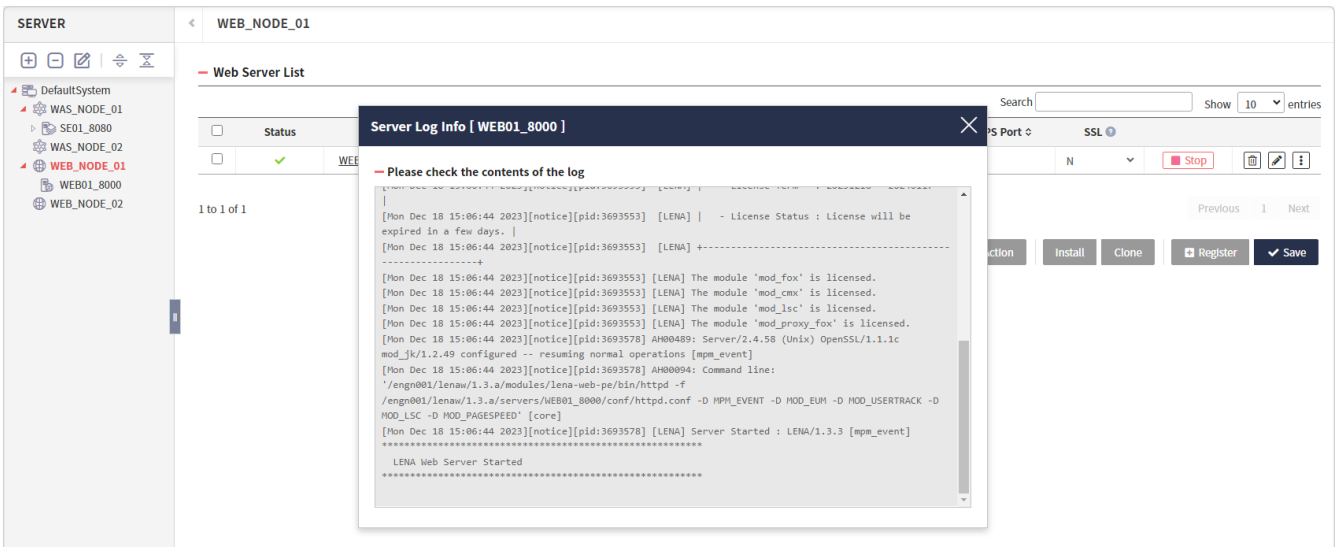 SERVER
WEB_NODE_01
DefaultSystem
WAS_NODE_01
SE01_8080
WAS_NODE_02
WEB_NODE_01
WEB01_8000
WEB_NODE_02
Web Server List
Search
Show 10 entries
Status
PS Port
SSL
WEB
N
Stop
1 to 1 of 1
Previous 1 Next
ction
Install
Clone
Register
Save
Server Log Info [ WEB01_8000 ]
Please check the contents of the log
|
[Mon Dec 18 15:06:44 2023][notice][pid:3693553] [LENA] | - License Status : License will be
expired in a few days. |
[Mon Dec 18 15:06:44 2023][notice][pid:3693553] [LENA] +----------------------------------------------
-----------------+
[Mon Dec 18 15:06:44 2023][notice][pid:3693553] [LENA] The module 'mod_fox' is licensed.
[Mon Dec 18 15:06:44 2023][notice][pid:3693553] [LENA] The module 'mod_cmx' is licensed.
[Mon Dec 18 15:06:44 2023][notice][pid:3693553] [LENA] The module 'mod_lsc' is licensed.
[Mon Dec 18 15:06:44 2023][notice][pid:3693553] [LENA] The module 'mod_proxy_fox' is licensed.
[Mon Dec 18 15:06:44 2023][notice][pid:3693578] AH00489: Server/2.4.58 (Unix) OpenSSL/1.1.1c
mod_jk/1.2.49 configured -- resuming normal operations [mpm_event]
[Mon Dec 18 15:06:44 2023][notice][pid:3693578] AH00094: Command line:
'/engn001/lenaw/1.3.a/modules/lena-web-pe/bin/httpd -f
/engn001/lenaw/1.3.a/servers/WEB01_8000/conf/httpd.conf -D MPM_EVENT -D MOD_EUM -D MOD_USERTRACK -D
MOD_LSC -D MOD_PAGESPEED' [core]
[Mon Dec 18 15:06:44 2023][notice][pid:3693578] [LENA] Server Started : LENA/1.3.3 [mpm_event]
*********************************************************
LENA Web Server Started
*********************************************************